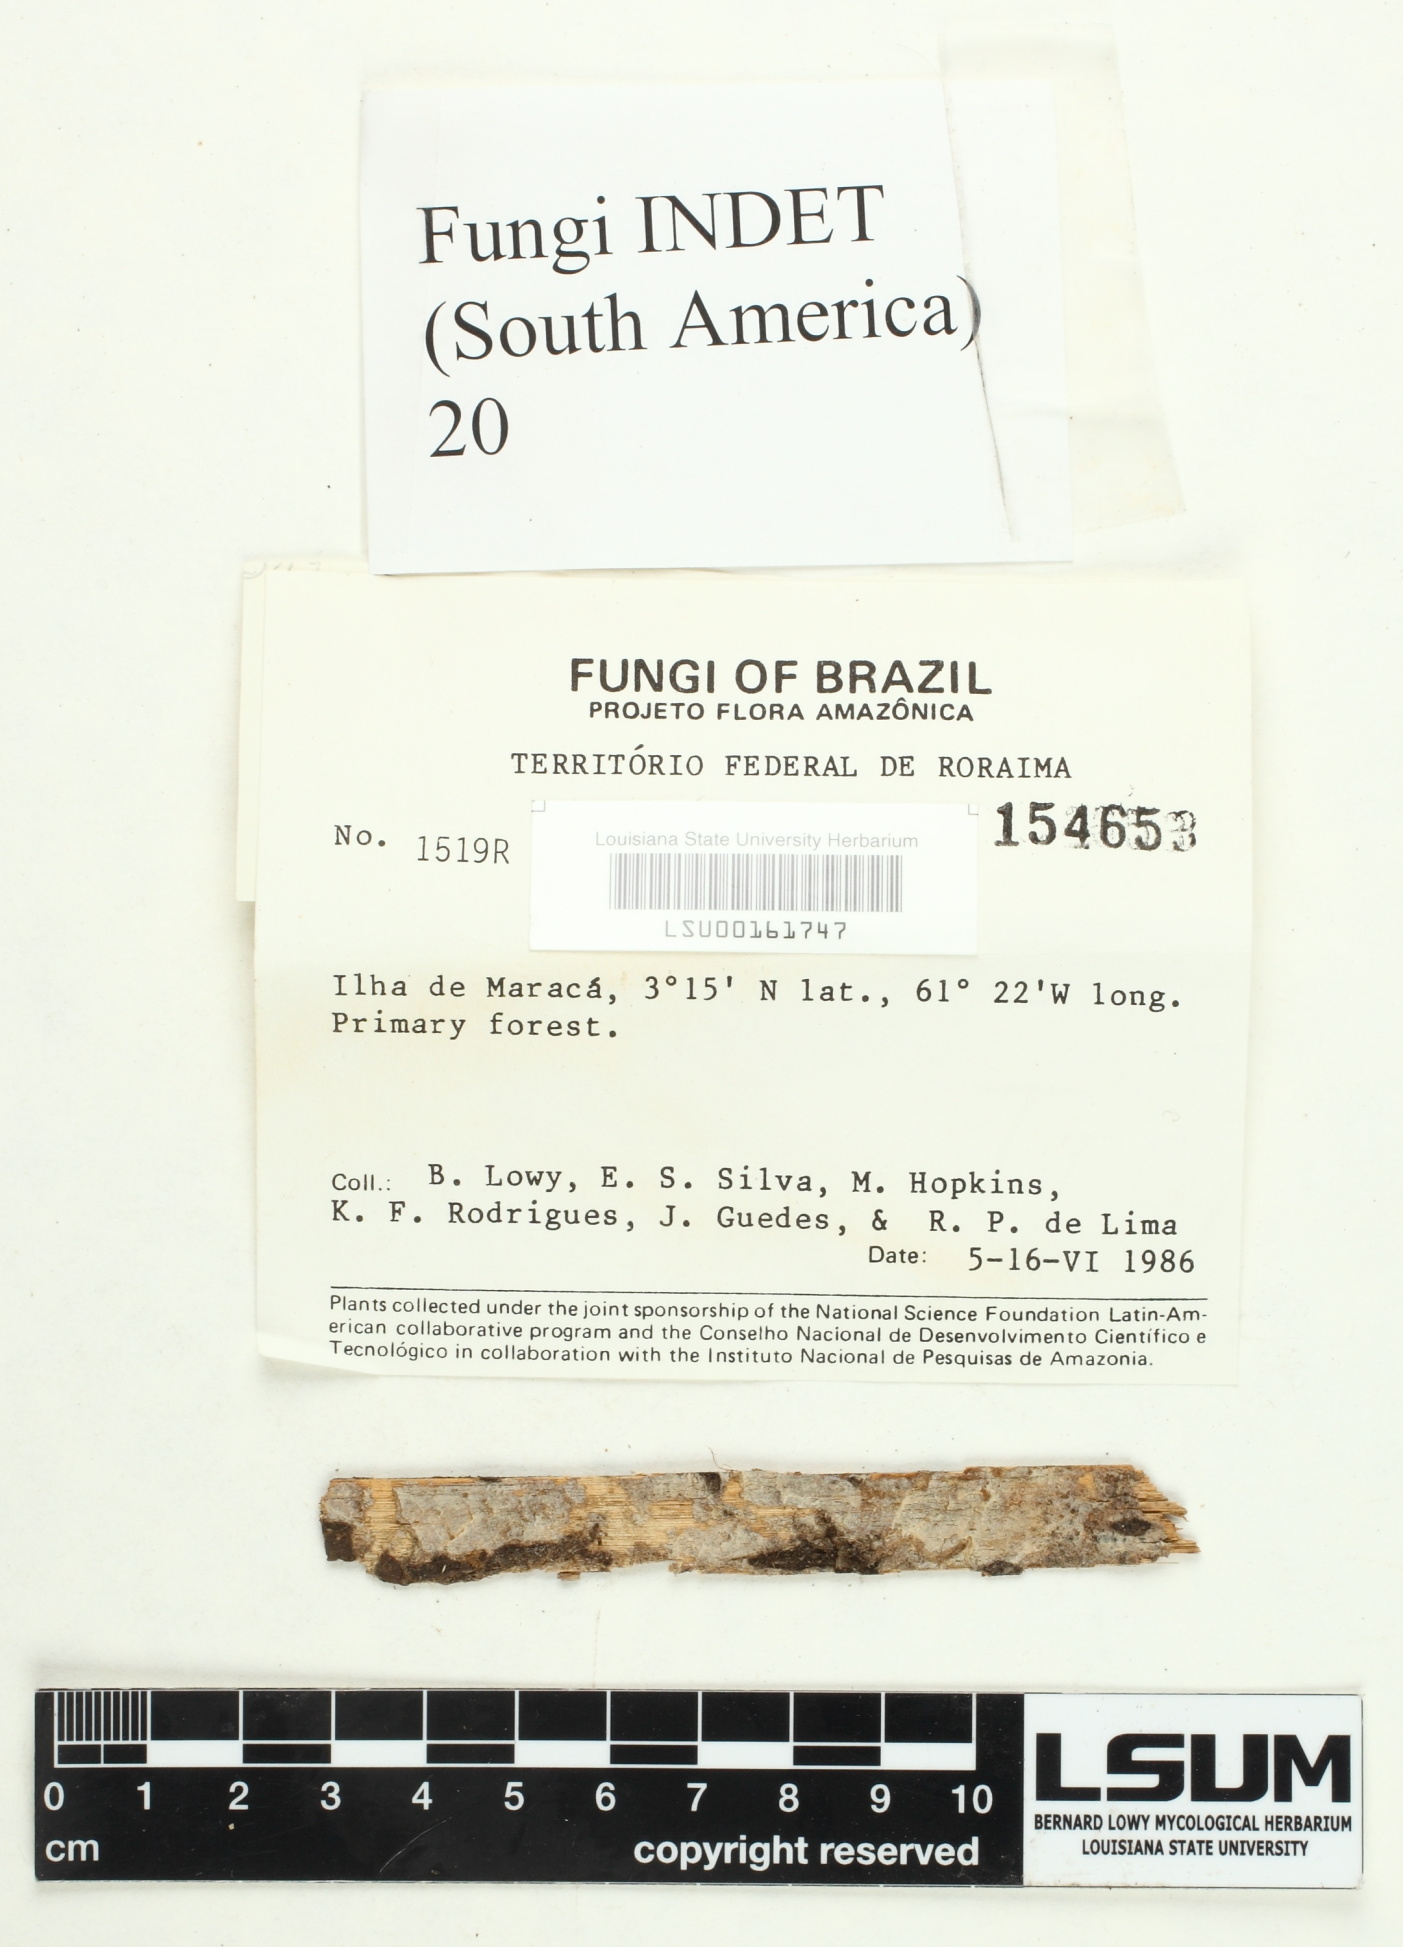 Fungi INDET
(South America)
20
FUNGI OF BRAZIL
PROJETO FLORA AMAZÔNICA
TERRITÓRIO FEDERAL DE RORAIMA
No. 1519R
154653
Louisiana State University Herbarium
LSU00161747
Ilha de Maracá, 3°15' N lat., 61° 22'W long.
Primary forest.
Coll.: B. Lowy, E. S. Silva, M. Hopkins,
K. F. Rodrigues, J. Guedes, & R. P. de Lima
Date: 5-16-VI 1986
Plants collected under the joint sponsorship of the National Science Foundation Latin-Am-
erican collaborative program and the Conselho Nacional de Desenvolvimento Científico e
Tecnológico in collaboration with the Instituto Nacional de Pesquisas de Amazonia.
0 1 2 3 4 5 6 7 8 9 10
cm
copyright reserved
LSUM
BERNARD LOWY MYCOLOGICAL HERBARIUM
LOUISIANA STATE UNIVERSITY